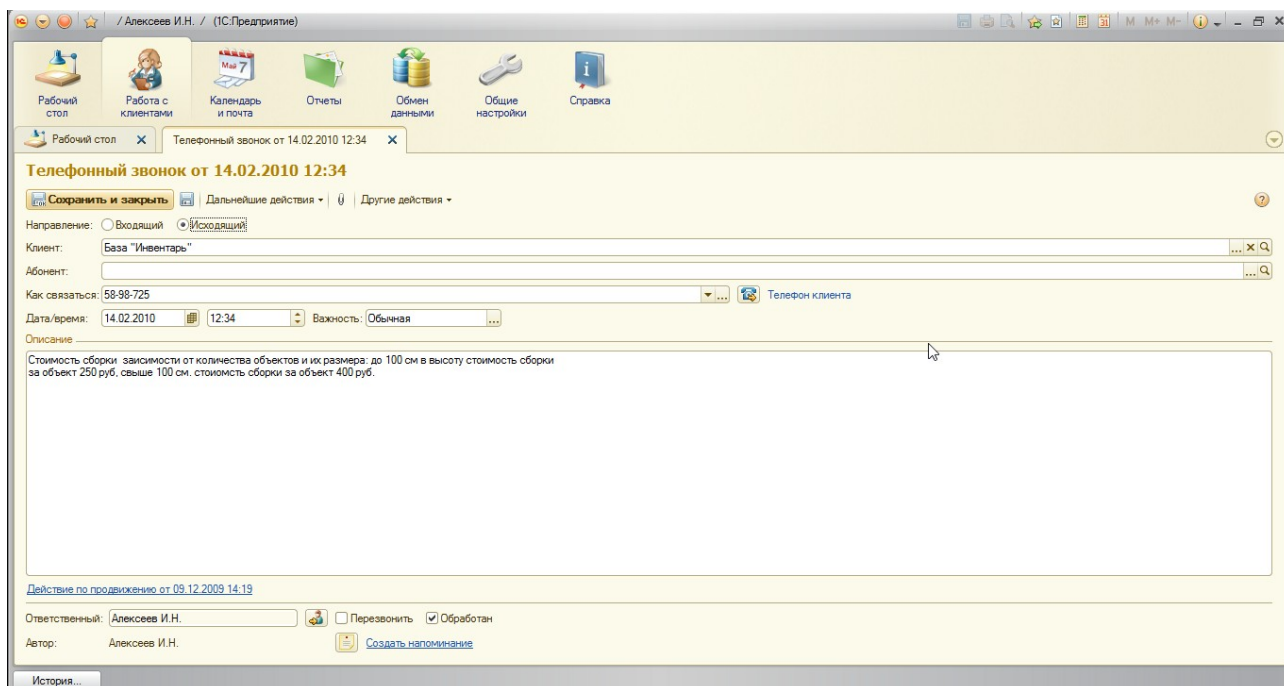 / Алексеев И.Н. / (1С:Предприятие)
M M+ M-
Рабочий стол
Работа с клиентами
Май 7
Календарь и почта
Отчеты
Обмен данными
Общие настройки
Справка
Рабочий стол
Телефонный звонок от 14.02.2010 12:34
Телефонный звонок от 14.02.2010 12:34
Сохранить и закрыть Дальнейшие действия Другие действия
Направление: Входящий Исходящий
Клиент: База "Инвентарь"
Абонент:
Как связаться: 58-98-725 Телефон клиента
Дата/время: 14.02.2010 12:34 Важность: Обычная
Описание
Стоимость сборки заисимости от количества объектов и их размера: до 100 см в высоту стоимость сборки
за объект 250 руб, свыше 100 см. стоиомсть сборки за объект 400 руб.
Действие по продвижению от 09.12.2009 14:19
Ответственный: Алексеев И.Н. Перезвонить Обработан
Автор: Алексеев И.Н. Создать напоминание
История...